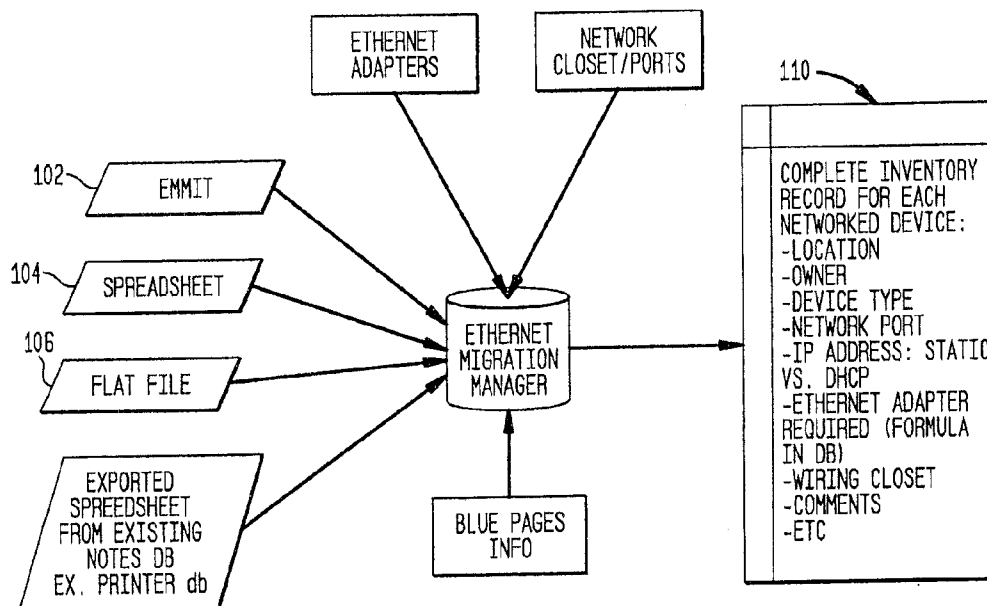 ETHERNET
ADAPTERS
NETWORK
CLOSET/PORTS
110
102
EMMIT
104
SPREADSHEET
106
FLAT FILE
EXPORTED
SPREEDSHEET
FROM EXISTING
NOTES DB
EX. PRINTER db
ETHERNET
MIGRATION
MANAGER
BLUE PAGES
INFO
COMPLETE INVENTORY
RECORD FOR EACH
NETWORKED DEVICE:
-LOCATION
-OWNER
-DEVICE TYPE
-NETWORK PORT
-IP ADDRESS: STATIC
VS. DHCP
-ETHERNET ADAPTER
REQUIRED (FORMULA
IN DB)
-WIRING CLOSET
-COMMENTS
-ETC